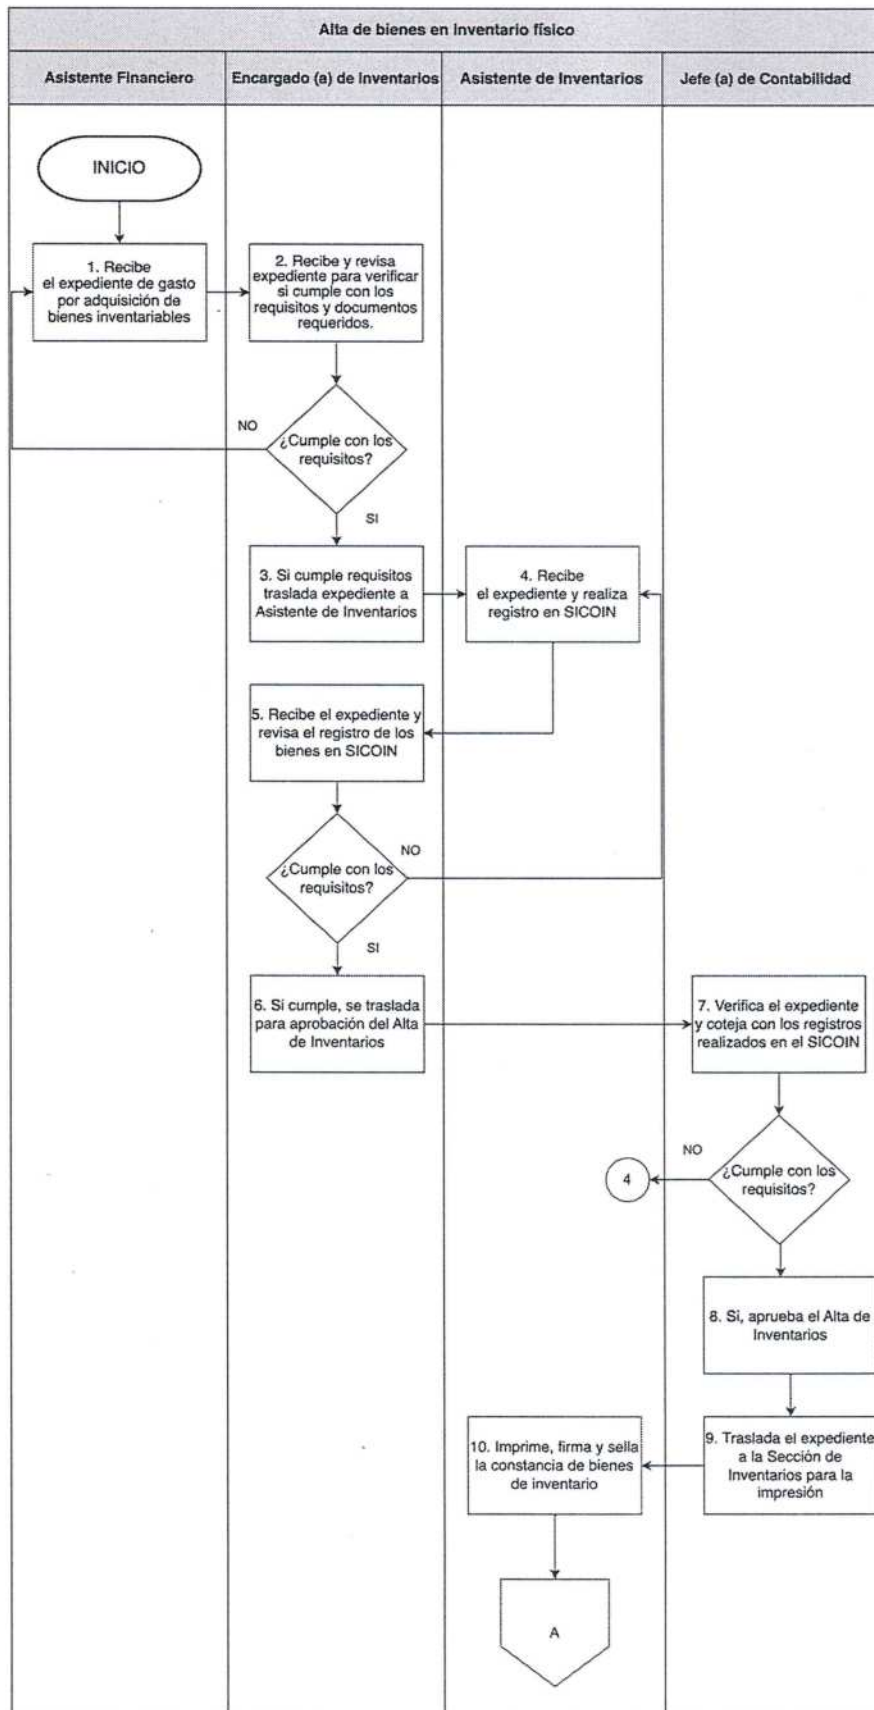 Alta de bienes en inventario físico
Asistente Financiero
Encargado (a) de Inventarios
Asistente de Inventarios
Jefe (a) de Contabilidad
INICIO
1. Recibe
el expediente de gasto
por adquisición de
bienes inventariables
2. Recibe y revisa
expediente para verificar
si cumple con los
requisitos y documentos
requeridos.
NO
¿Cumple con los
requisitos?
SI
3. Si cumple requisitos
traslada expediente a
Asistente de Inventarios
4. Recibe
el expediente y realiza
registro en SICOIN
5. Recibe el expediente y
revisa el registro de los
bienes en SICOIN
¿Cumple con los
requisitos?
NO
SI
6. Sí cumple, se traslada
para aprobación del Alta
de Inventarios
7. Verifica el expediente
y coteja con los registros
realizados en el SICOIN
NO
4
¿Cumple con los
requisitos?
8. Sí, aprueba el Alta de
Inventarios
9. Traslada el expediente
a la Sección de
Inventarios para la
impresión
10. Imprime, firma y sella
la constancia de bienes
de inventario
A